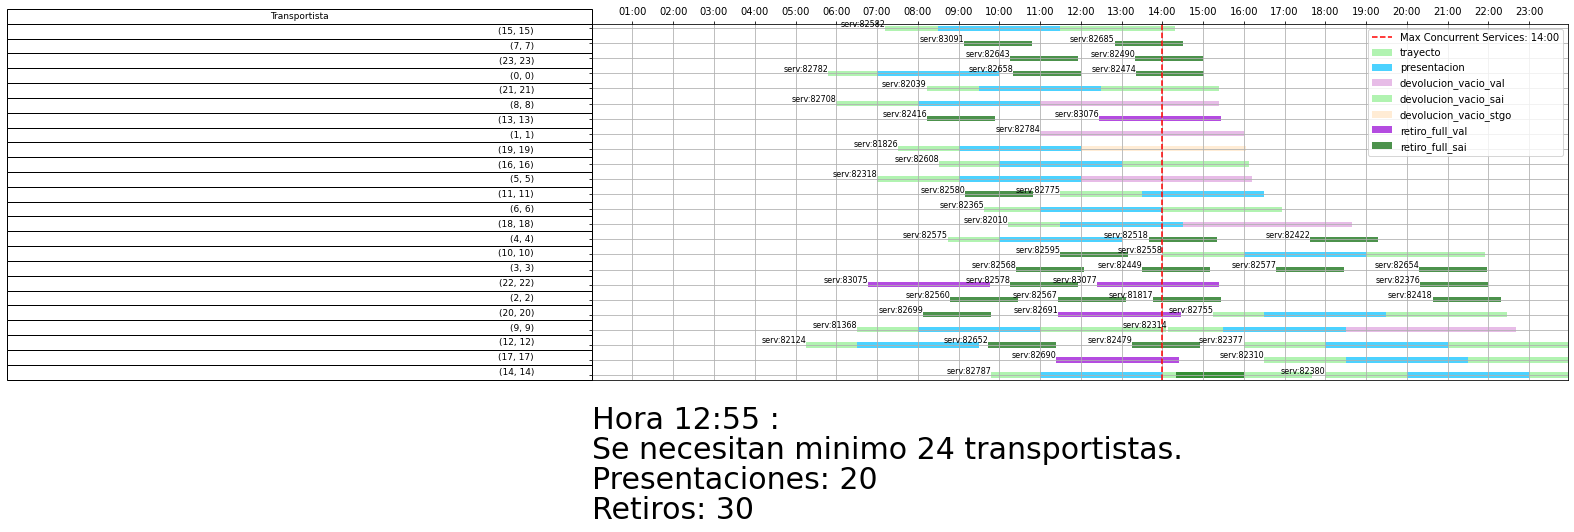 Transportista
01:00 02:00 03:00 04:00 05:00 06:00 07:00 08:00 09:00 10:00 11:00 12:00 13:00 14:00 15:00 16:00 17:00 18:00 19:00 20:00 21:00 22:00 23:00
(15, 15) serv:82582
(7, 7) serv:83091 serv:82685
(23, 23) serv:82643 serv:82490
(0, 0) serv:82782 serv:82658 serv:82474
(21, 21) serv:82039
(8, 8) serv:82708
(13, 13) serv:82416 serv:83076
(1, 1) serv:82784
(19, 19) serv:81826
(16, 16) serv:82608
(5, 5) serv:82318
(11, 11) serv:82580 serv:82775
(6, 6) serv:82365
(18, 18) serv:82010
(4, 4) serv:82575 serv:82518 serv:82422
(10, 10) serv:82595 serv:82558
(3, 3) serv:82568 serv:82449 serv:82577 serv:82654
(22, 22) serv:83075 serv:82578 serv:83077 serv:82376
(2, 2) serv:82560 serv:82567 serv:81817 serv:82418
(20, 20) serv:82699 serv:82691 serv:82755
(9, 9) serv:81368 serv:82314
(12, 12) serv:82124 serv:82652 serv:82479 serv:82377
(17, 17) serv:82690 serv:82310
(14, 14) serv:82787 serv:82380
Max Concurrent Services: 14:00
trayecto
presentacion
devolucion_vacio_val
devolucion_vacio_sai
devolucion_vacio_stgo
retiro_full_val
retiro_full_sai
Hora 12:55 :
Se necesitan minimo 24 transportistas.
Presentaciones: 20
Retiros: 30